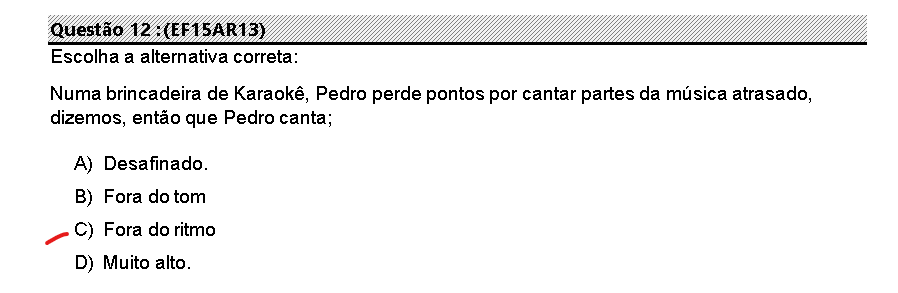 Questão 12 :(EF15AR13)
Escolha a alternativa correta:
Numa brincadeira de Karaokê, Pedro perde pontos por cantar partes da música atrasado,
dizemos, então que Pedro canta;
A) Desafinado.
B) Fora do tom
C) Fora do ritmo
D) Muito alto.